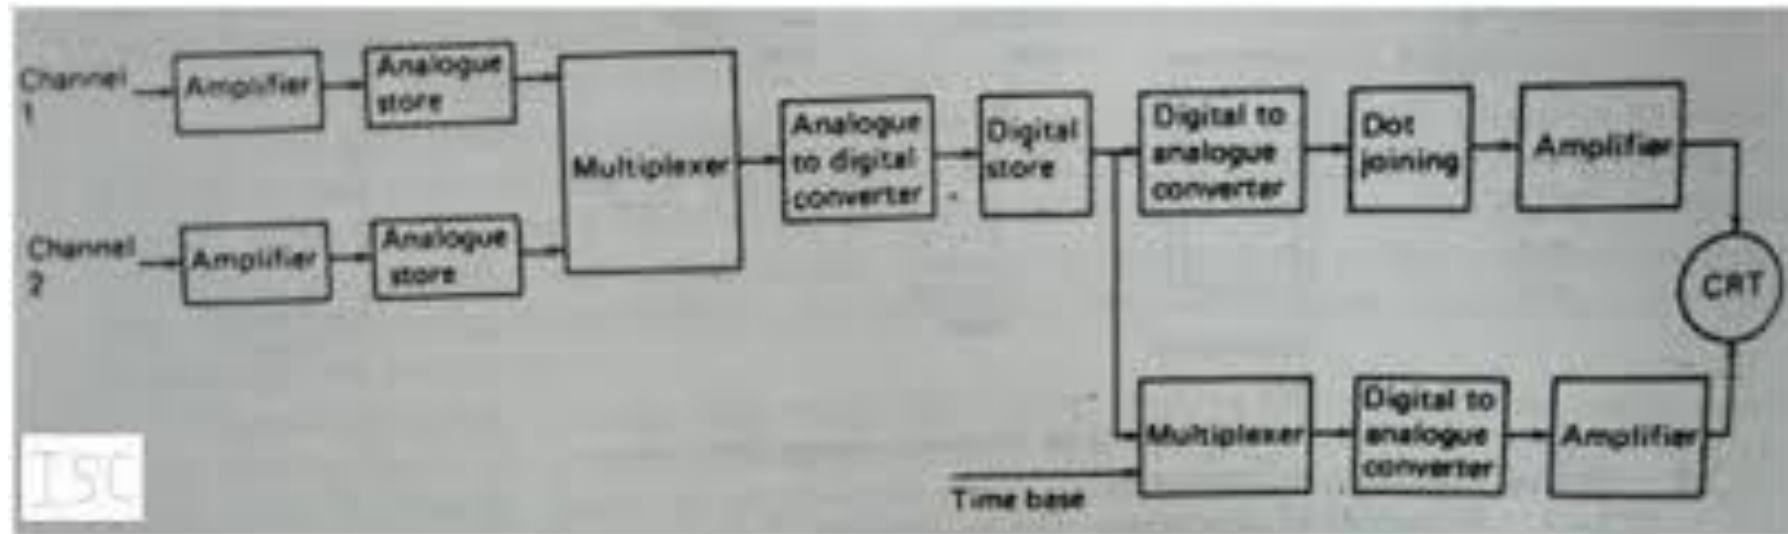 Channel
1
Amplifier
Analogue
store
Channel
2
Amplifier
Analogue
store
Multiplexer
Analogue
to digital
converter
Digital
store
Digital to
analogue
converter
Dot
joining
Amplifier
CRT
Time base
Multiplexer
Digital to
analogue
converter
Amplifier